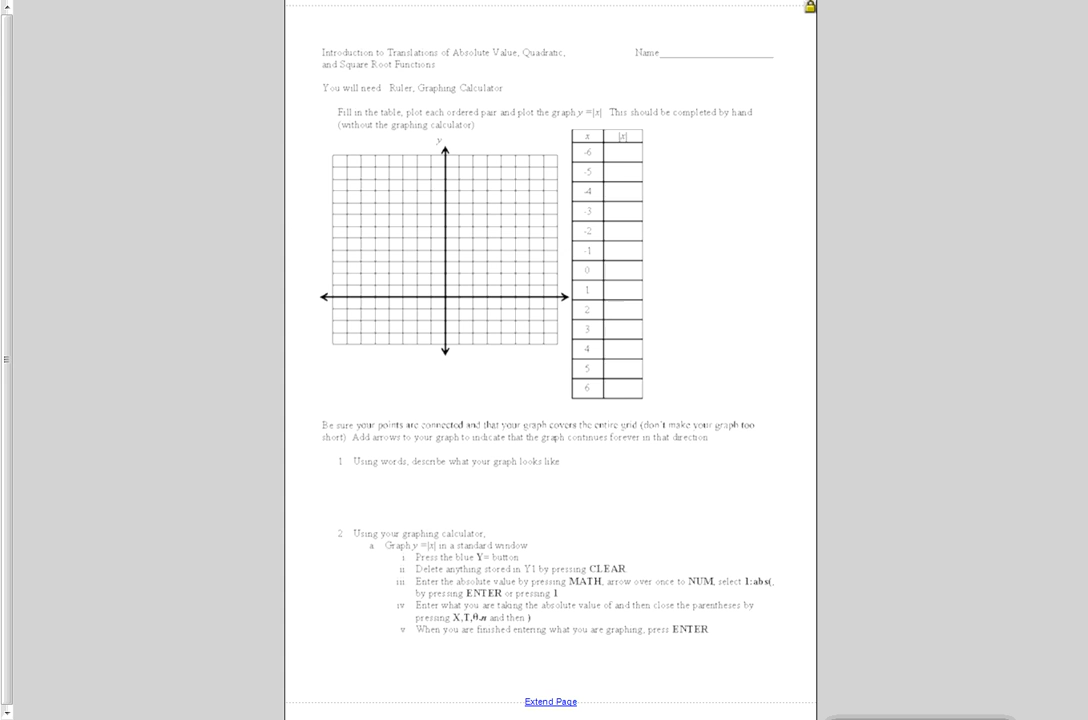 Introduction to Translations of Absolute Value, Quadratic,
and Square Root Functions
Name
You will need Ruler, Graphing Calculator
Fill in the table, plot each ordered pair and plot the graph y =|x| This should be completed by hand
(without the graphing calculator)
y
x |x|
-6
-5
-4
-3
-2
-1
0
1
2
3
4
5
6
Be sure your points are connected and that your graph covers the entire grid (don't make your graph too
short) Add arrows to your graph to indicate that the graph continues forever in that direction
1 Using words, describe what your graph looks like
2 Using your graphing calculator,
a Graph y =|x| in a standard window
i Press the blue Y= button
ii Delete anything stored in Y1 by pressing CLEAR
iii Enter the absolute value by pressing MATH, arrow over once to NUM, select 1:abs(,
by pressing ENTER or pressing 1
iv Enter what you are taking the absolute value of and then close the parentheses by
pressing X,T,θ,n and then )
v When you are finished entering what you are graphing, press ENTER
Extend Page